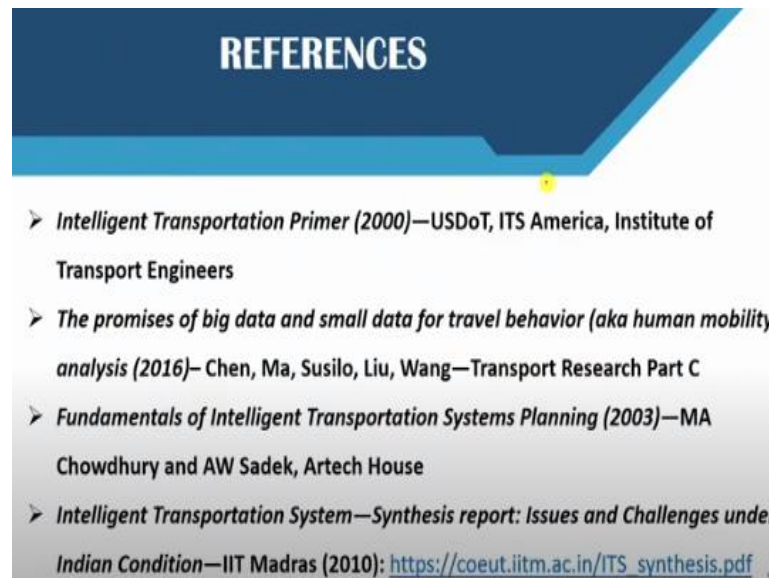 REFERENCES
➢ Intelligent Transportation Primer (2000)—USDoT, ITS America, Institute of
Transport Engineers
➢ The promises of big data and small data for travel behavior (aka human mobility
analysis (2016)– Chen, Ma, Susilo, Liu, Wang—Transport Research Part C
➢ Fundamentals of Intelligent Transportation Systems Planning (2003)—MA
Chowdhury and AW Sadek, Artech House
➢ Intelligent Transportation System—Synthesis report: Issues and Challenges unde
Indian Condition—IIT Madras (2010): https://coeut.iitm.ac.in/ITS_synthesis.pdf